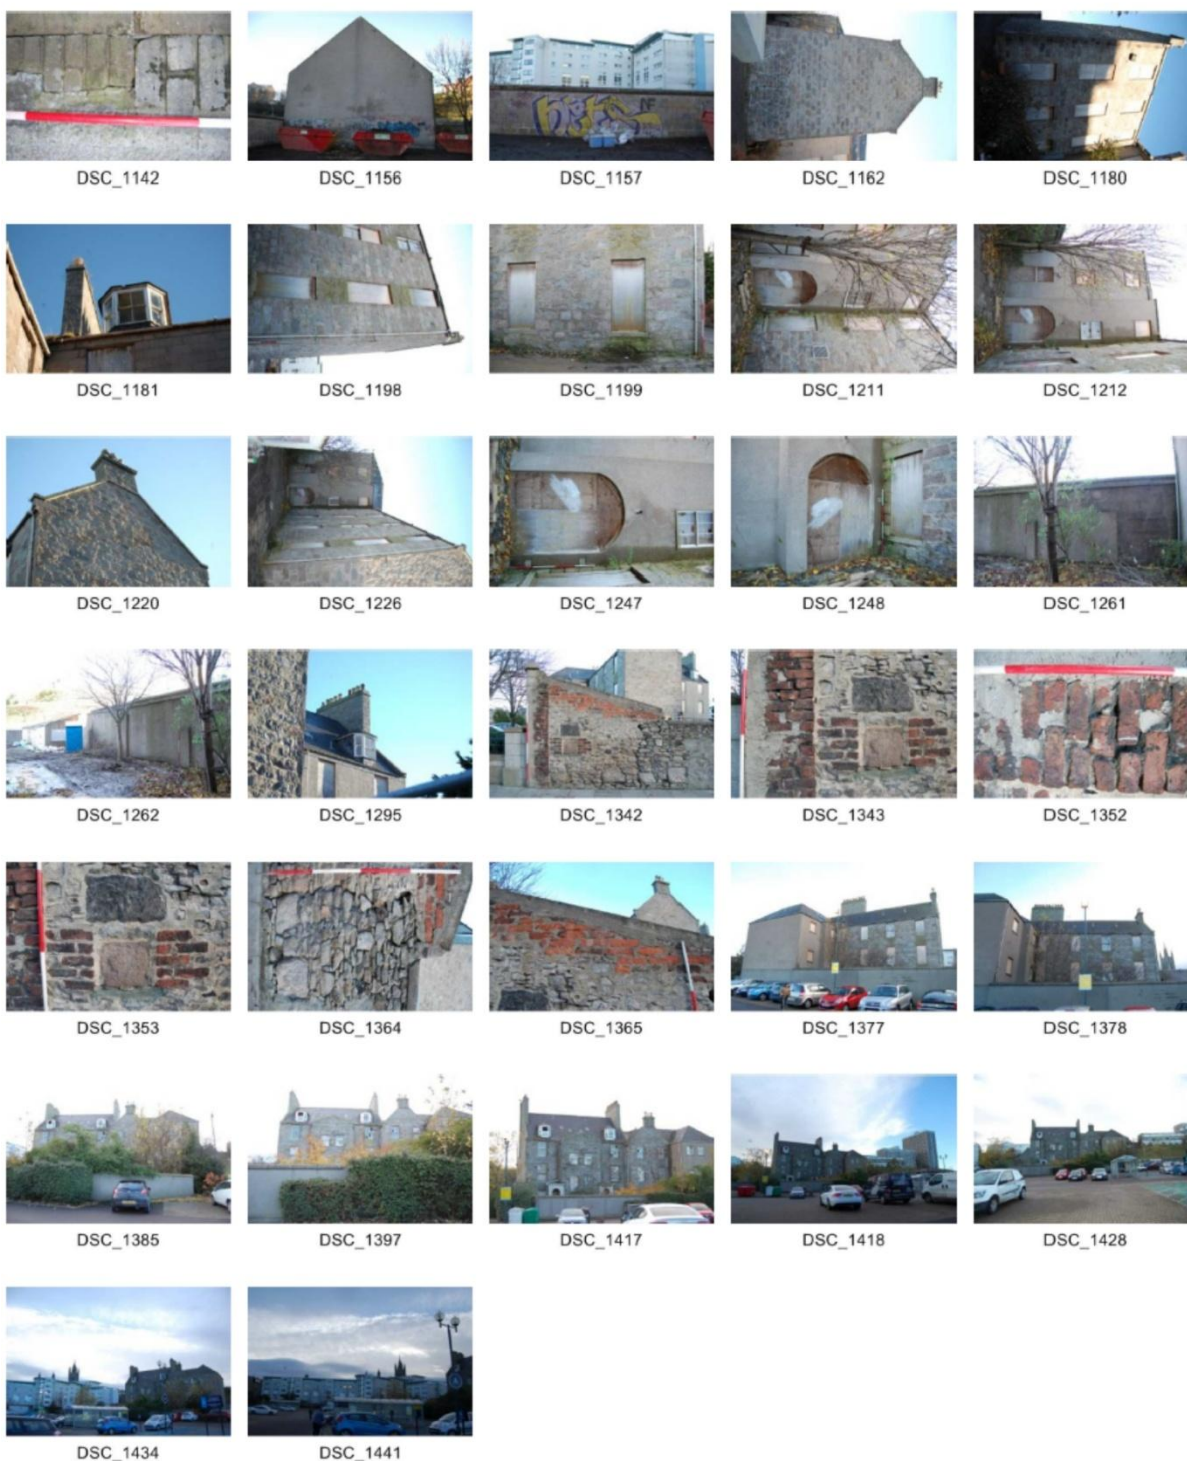 DSC_1142 DSC_1156 DSC_1157 DSC_1162 DSC_1180
DSC_1181 DSC_1198 DSC_1199 DSC_1211 DSC_1212
DSC_1220 DSC_1226 DSC_1247 DSC_1248 DSC_1261
DSC_1262 DSC_1295 DSC_1342 DSC_1343 DSC_1352
DSC_1353 DSC_1364 DSC_1365 DSC_1377 DSC_1378
DSC_1385 DSC_1397 DSC_1417 DSC_1418 DSC_1428
DSC_1434 DSC_1441